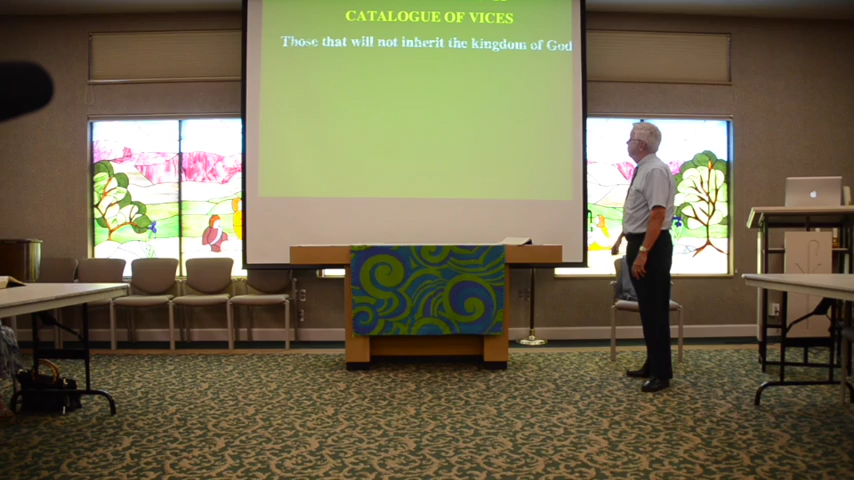 CATALOGUE OF VICES
Those that will not inherit the kingdom of God